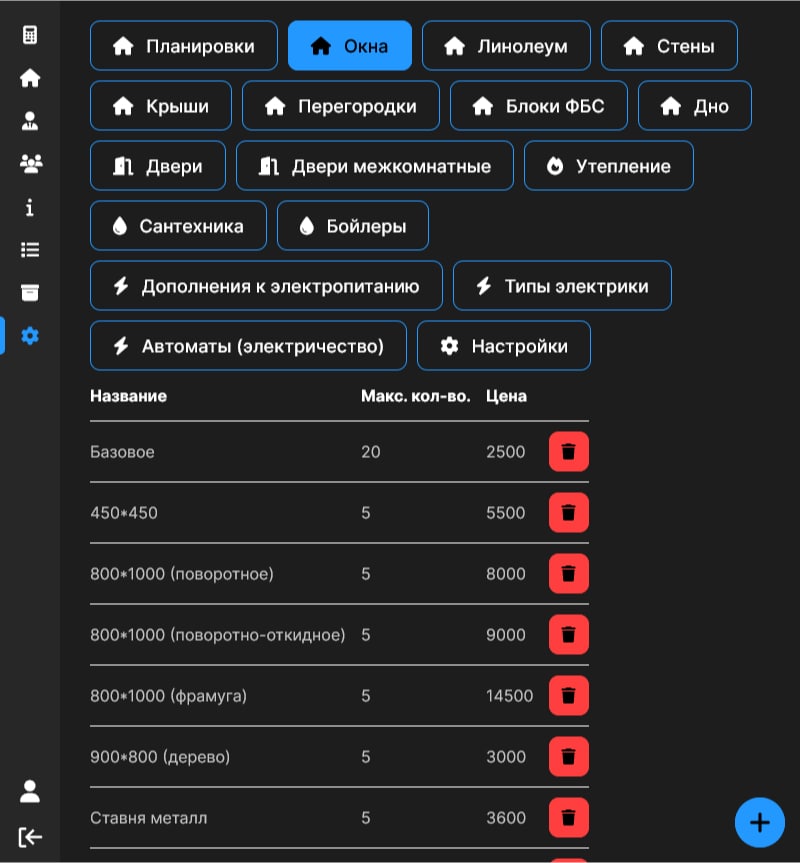 Планировки Окна Линолеум Стены
Крыши Перегородки Блоки ФБС Дно
Двери Двери межкомнатные Утепление
Сантехника Бойлеры
Дополнения к электропитанию Типы электрики
Автоматы (электричество) Настройки
Название Макс. кол-во. Цена
Базовое 20 2500
450*450 5 5500
800*1000 (поворотное) 5 8000
800*1000 (поворотно-откидное) 5 9000
800*1000 (фрамуга) 5 14500
900*800 (дерево) 5 3000
Ставня металл 5 3600